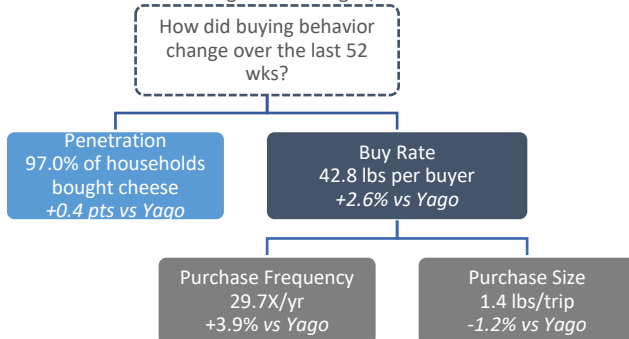 How did buying behavior
change over the last 52
wks?
Penetration
97.0% of households
bought cheese
+0.4 pts vs Yago
Buy Rate
42.8 lbs per buyer
+2.6% vs Yago
Purchase Frequency
29.7X/yr
+3.9% vs Yago
Purchase Size
1.4 lbs/trip
-1.2% vs Yago